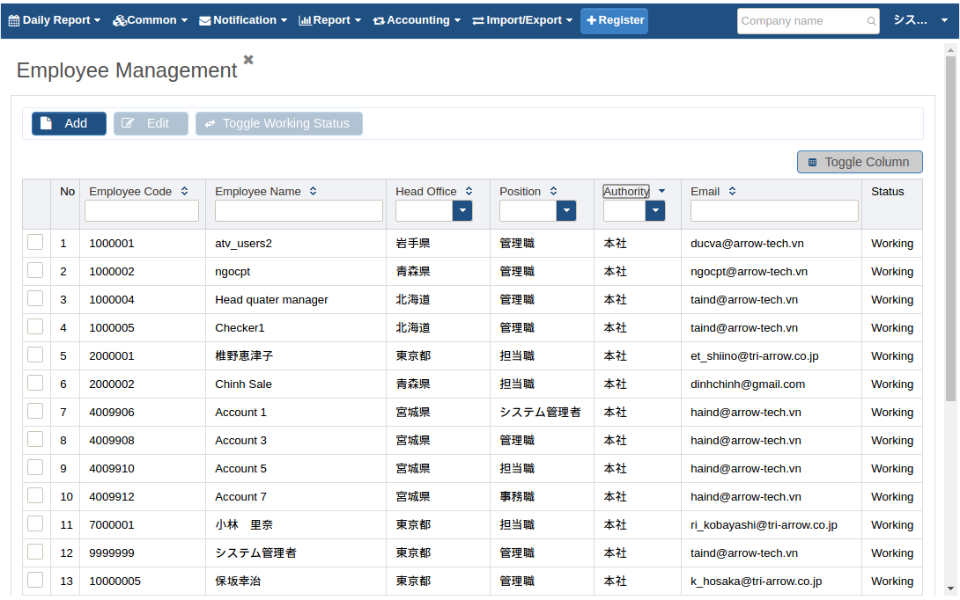 Daily Report Common Notification Report Accounting Import/Export Register Company name シス...
Employee Management
Add Edit Toggle Working Status
Toggle Column
No Employee Code Employee Name Head Office Position Authority Email Status
1 1000001 atv_users2 岩手県 管理職 本社 ducva@arrow-tech.vn Working
2 1000002 ngocpt 青森県 管理職 本社 ngocpt@arrow-tech.vn Working
3 1000004 Head quater manager 北海道 管理職 本社 taind@arrow-tech.vn Working
4 1000005 Checker1 北海道 管理職 本社 taind@arrow-tech.vn Working
5 2000001 椎野恵津子 東京都 担当職 本社 et_shiino@tri-arrow.co.jp Working
6 2000002 Chinh Sale 青森県 担当職 本社 dinhchinh@gmail.com Working
7 4009906 Account 1 宮城県 システム管理者 本社 haind@arrow-tech.vn Working
8 4009908 Account 3 宮城県 管理職 本社 haind@arrow-tech.vn Working
9 4009910 Account 5 宮城県 担当職 本社 haind@arrow-tech.vn Working
10 4009912 Account 7 宮城県 事務職 本社 haind@arrow-tech.vn Working
11 7000001 小林　里奈 東京都 担当職 本社 ri_kobayashi@tri-arrow.co.jp Working
12 9999999 システム管理者 東京都 管理職 本社 taind@arrow-tech.vn Working
13 10000005 保坂幸治 東京都 管理職 本社 k_hosaka@tri-arrow.co.jp Working